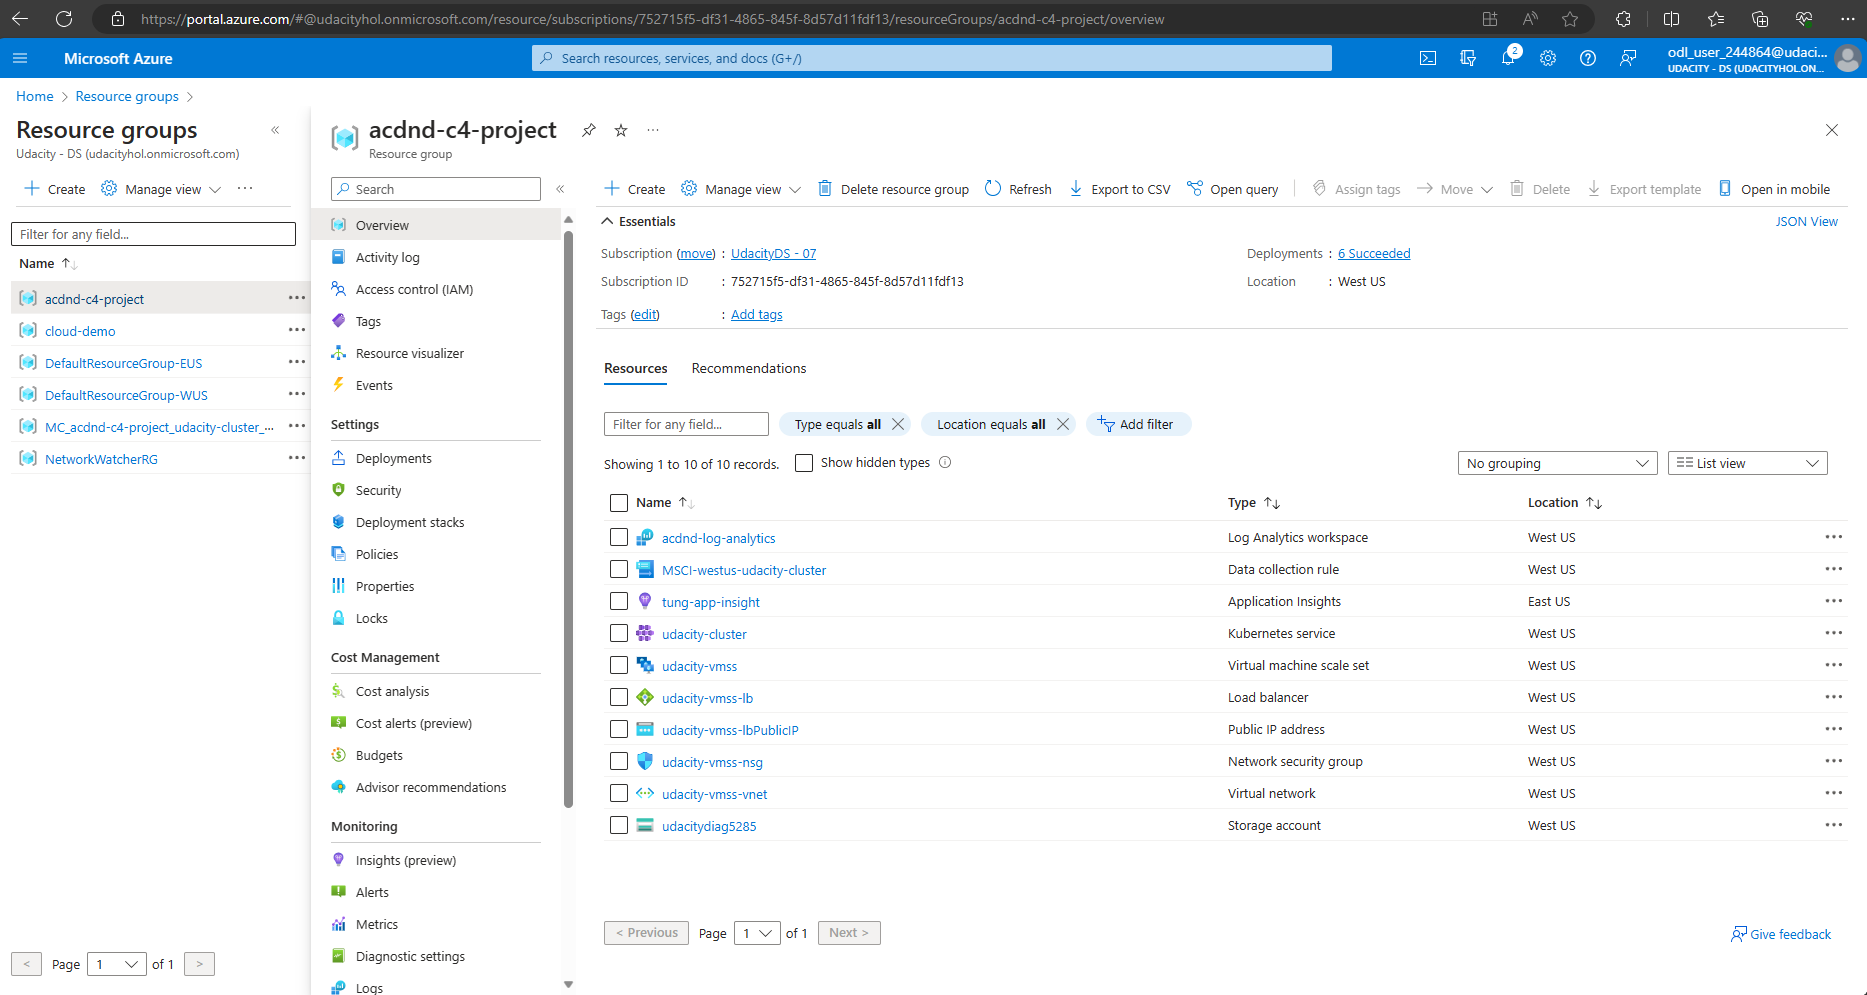 https://portal.azure.com/#@udacityhol.onmicrosoft.com/resource/subscriptions/752715f5-df31-4865-845f-8d57d11fdf13/resourceGroups/acdnd-c4-project/overview
Microsoft Azure
Search resources, services, and docs (G+/)
2
odl_user_244864@udaci...
UDACITY - DS (UDACITYHOL.ON...
Home > Resource groups >
Resource groups
Udacity - DS (udacityhol.onmicrosoft.com)
Create
Manage view
Filter for any field...
Name
acdnd-c4-project
cloud-demo
DefaultResourceGroup-EUS
DefaultResourceGroup-WUS
MC_acdnd-c4-project_udacity-cluster_...
NetworkWatcherRG
< Page 1 of 1 >
acdnd-c4-project
Resource group
Search
Overview
Activity log
Access control (IAM)
Tags
Resource visualizer
Events
Settings
Deployments
Security
Deployment stacks
Policies
Properties
Locks
Cost Management
Cost analysis
Cost alerts (preview)
Budgets
Advisor recommendations
Monitoring
Insights (preview)
Alerts
Metrics
Diagnostic settings
Logs
Create Manage view Delete resource group Refresh Export to CSV Open query Assign tags Move Delete Export template Open in mobile
Essentials
JSON View
Subscription (move) : UdacityDS - 07
Subscription ID : 752715f5-df31-4865-845f-8d57d11fdf13
Tags (edit) : Add tags
Deployments : 6 Succeeded
Location : West US
Resources Recommendations
Filter for any field... Type equals all Location equals all Add filter
Showing 1 to 10 of 10 records. Show hidden types
No grouping List view
Name Type Location
acdnd-log-analytics Log Analytics workspace West US
MSCI-westus-udacity-cluster Data collection rule West US
tung-app-insight Application Insights East US
udacity-cluster Kubernetes service West US
udacity-vmss Virtual machine scale set West US
udacity-vmss-lb Load balancer West US
udacity-vmss-lbPublicIP Public IP address West US
udacity-vmss-nsg Network security group West US
udacity-vmss-vnet Virtual network West US
udacitydiag5285 Storage account West US
< Previous Page 1 of 1 Next >
Give feedback